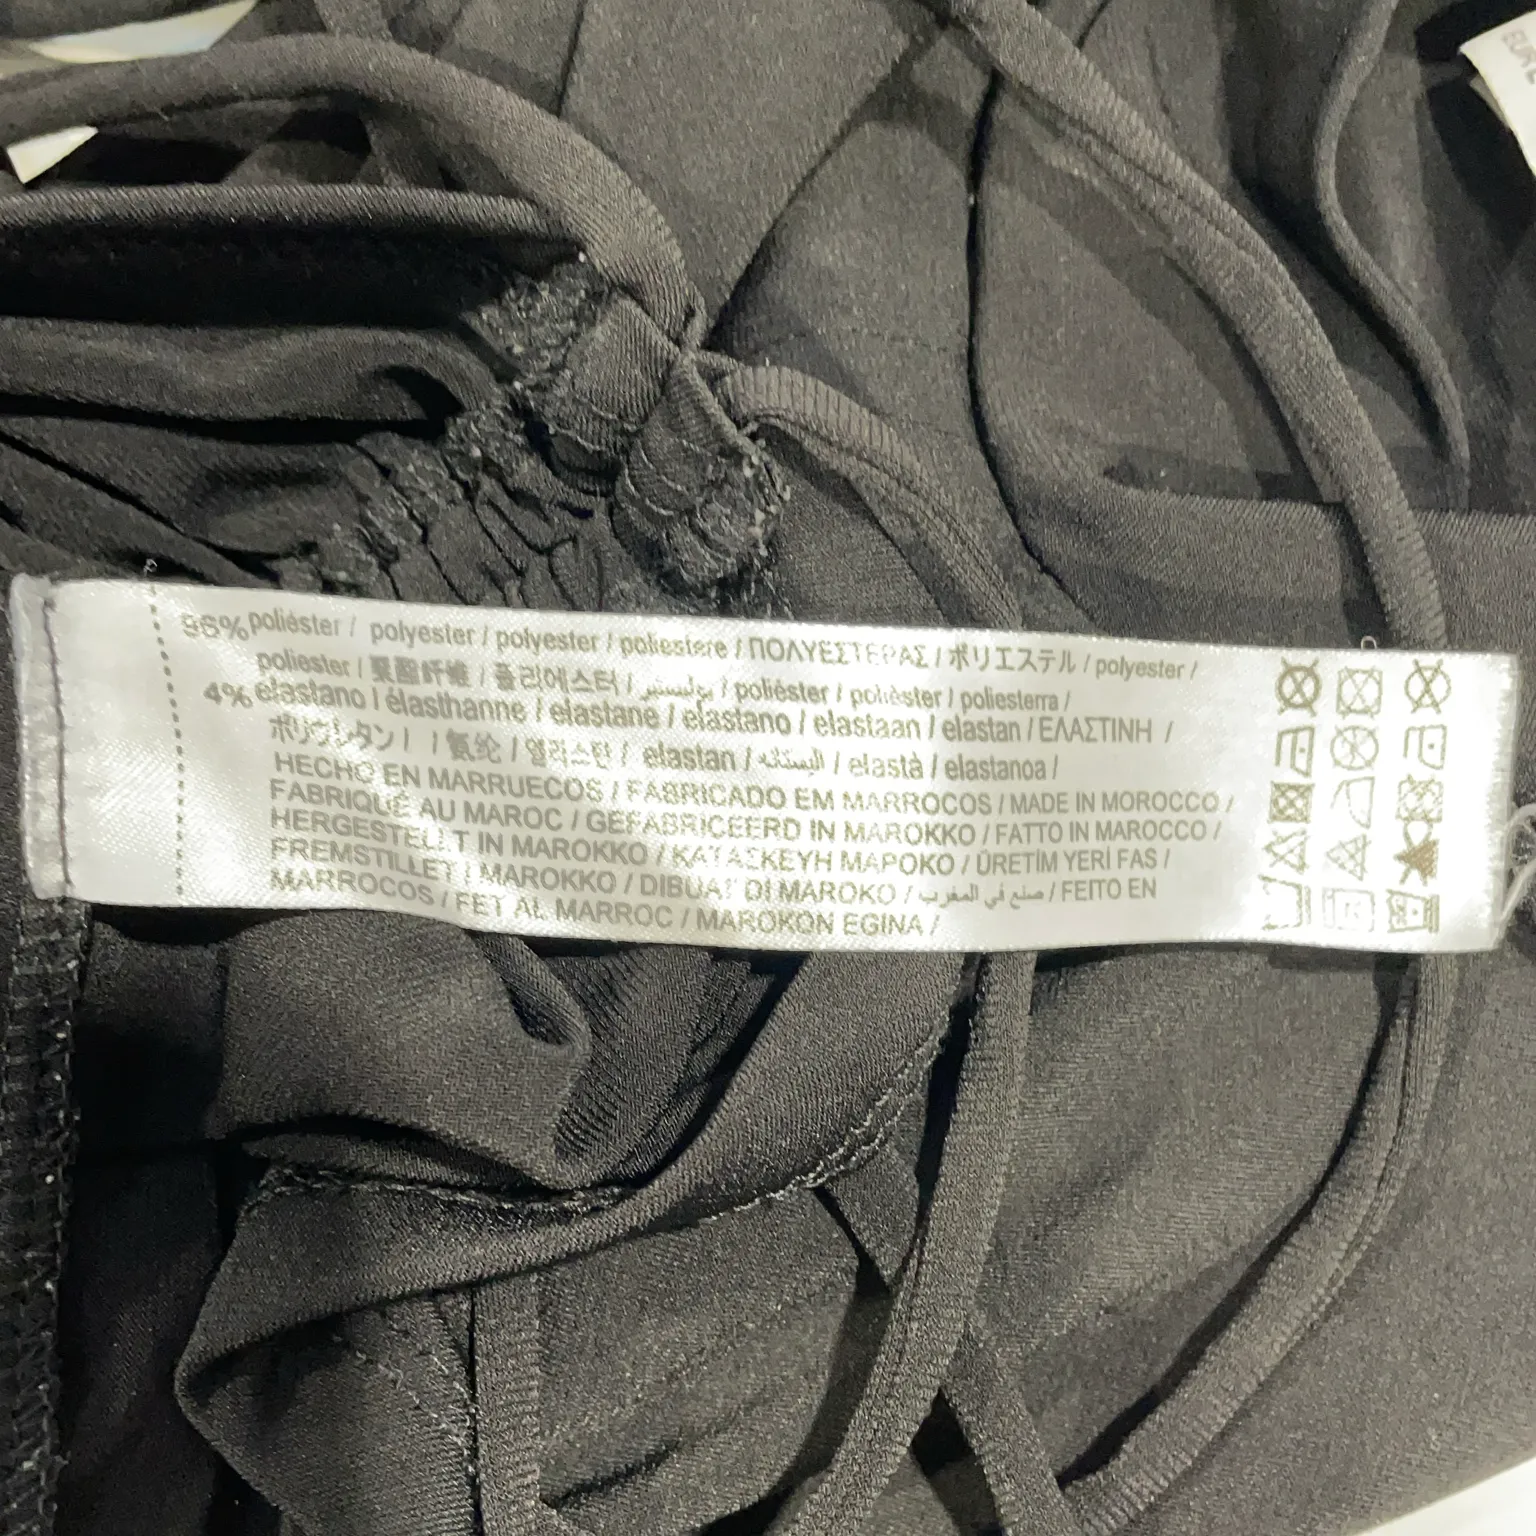 96% poliéster / polyester / polyester / poliestere / ΠΟΛΥΕΣΤΕΡΑΣ / ポリエステル / polyester /
poliester / 聚酯纤维 / 폴리에스터 / بوليستر / poliéster / polièster / poliesterra /
4% elastano / élasthanne / elastane / elastano / elastaan / elastan / ΕΛΑΣΤΙΝΗ /
ポリウレタン / / 氨纶 / 엘라스탄 / elastan / / elastà / elastanoa /
HECHO EN MARRUECOS / FABRICADO EM MARROCOS / MADE IN MOROCCO /
FABRIQUÉ AU MAROC / GEFABRICEERD IN MAROKKO / FATTO IN MAROCCO /
HERGESTELLT IN MAROKKO / ΚΑΤΑΣΚΕΥΗ ΜΑΡΟΚΟ / ÜRETİM YERİ FAS /
FREMSTILLET I MAROKKO / DIBUAT DI MAROKO / صنع في المغرب / FEITO EN
MARROCOS / FET AL MARROC / MAROKON EGINA /